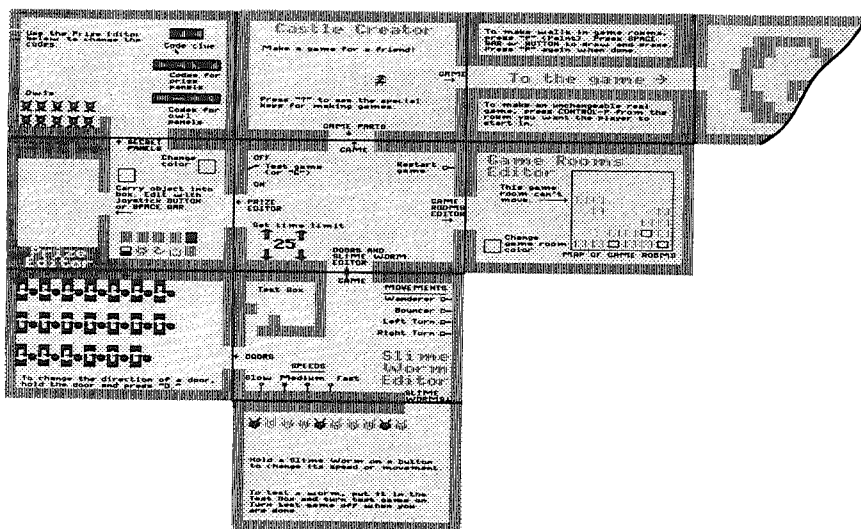 Use the Prize Editor
below to change the
codes.
Code clue
Codes for
prize
panels
Owls
Codes for
owl
panels
Castle Creator
Make a game for a friend!
GAME
→
Press "T" to see the special
keys for making games.
GAME PARTS
To make walls in game rooms,
press "P" (Paint). Press SPACE
BAR or BUTTON to draw and press
"P" again when done
To the game →
To make an unchangeable real
game, press CONTROL-F from the
room you want the player to
start in.
SECRET
PANELS
Change
color
Carry object into
box. Edit with
Joystick BUTTON
or SPACE BAR
←
Prize
Editor
GAME
OFF
Test game
(or "G")
ON
Restart
game
← PRIZE
EDITOR
GAME
ROOMS
EDITOR
→
Set time limit
25
DOORS AND
SLIME WORM
EDITOR
Game Rooms
Editor
This game
room can't
move
Change
game room
color
MAP OF GAME ROOMS
To change the direction of a door,
hold the door and press "D".
GAME
Test Box
MOVEMENTS
Wanderer
Bouncer
Left Turn
Right Turn
← DOORS
SPEEDS
Slow Medium Fast
Slime
Worm
Editor
SLIME
WORMS
Hold a Slime Worm on a button
to change its speed or movement.
To test a worm, put it in the
Test Box and turn test game on
Turn test game off when you
are done